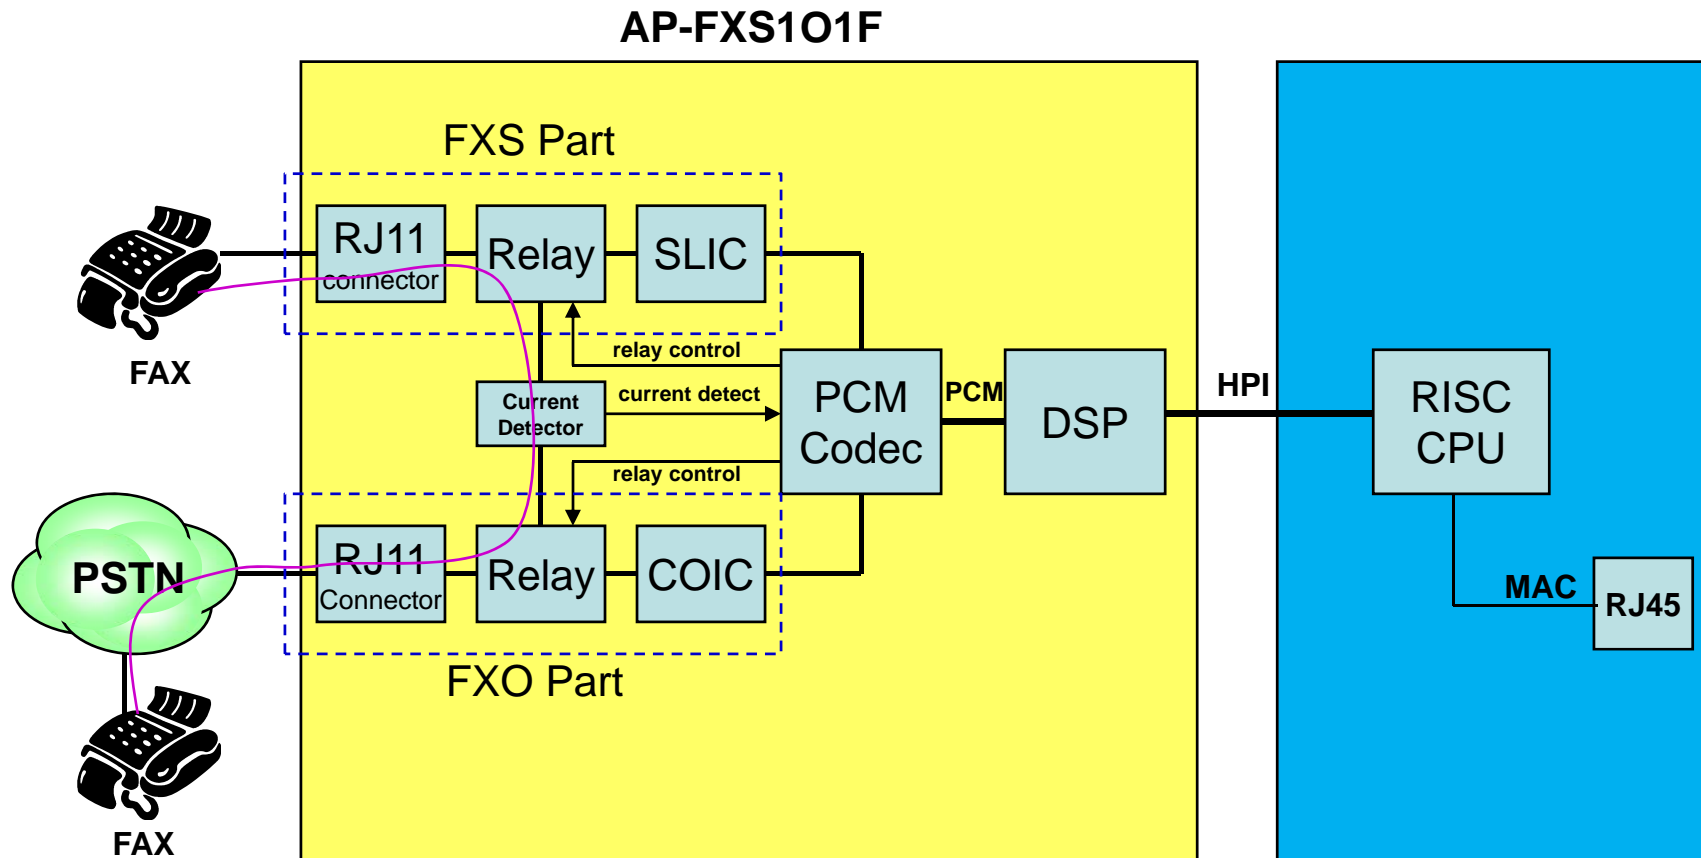 AP-FXS1O1F
FXS Part
RJ11
connector
Relay
SLIC
FAX
relay control
Current
Detector
current detect
PCM
Codec
PCM
DSP
HPI
RISC
CPU
relay control
PSTN
RJ11
Connector
Relay
COIC
MAC
RJ45
FXO Part
FAX